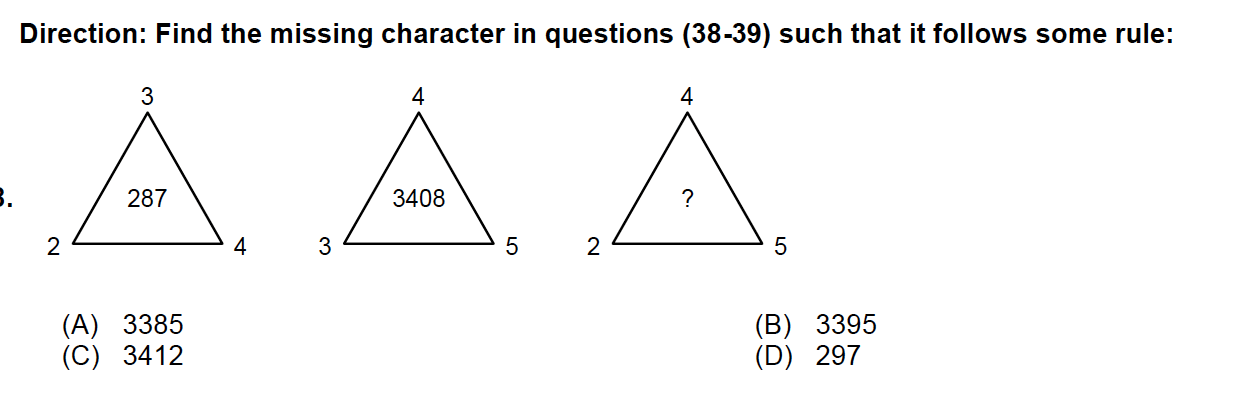 Direction: Find the missing character in questions (38-39) such that it follows some rule:
3 4 4
287 3408 ?
2 4 3 5 2 5
(A) 3385 (B) 3395
(C) 3412 (D) 297